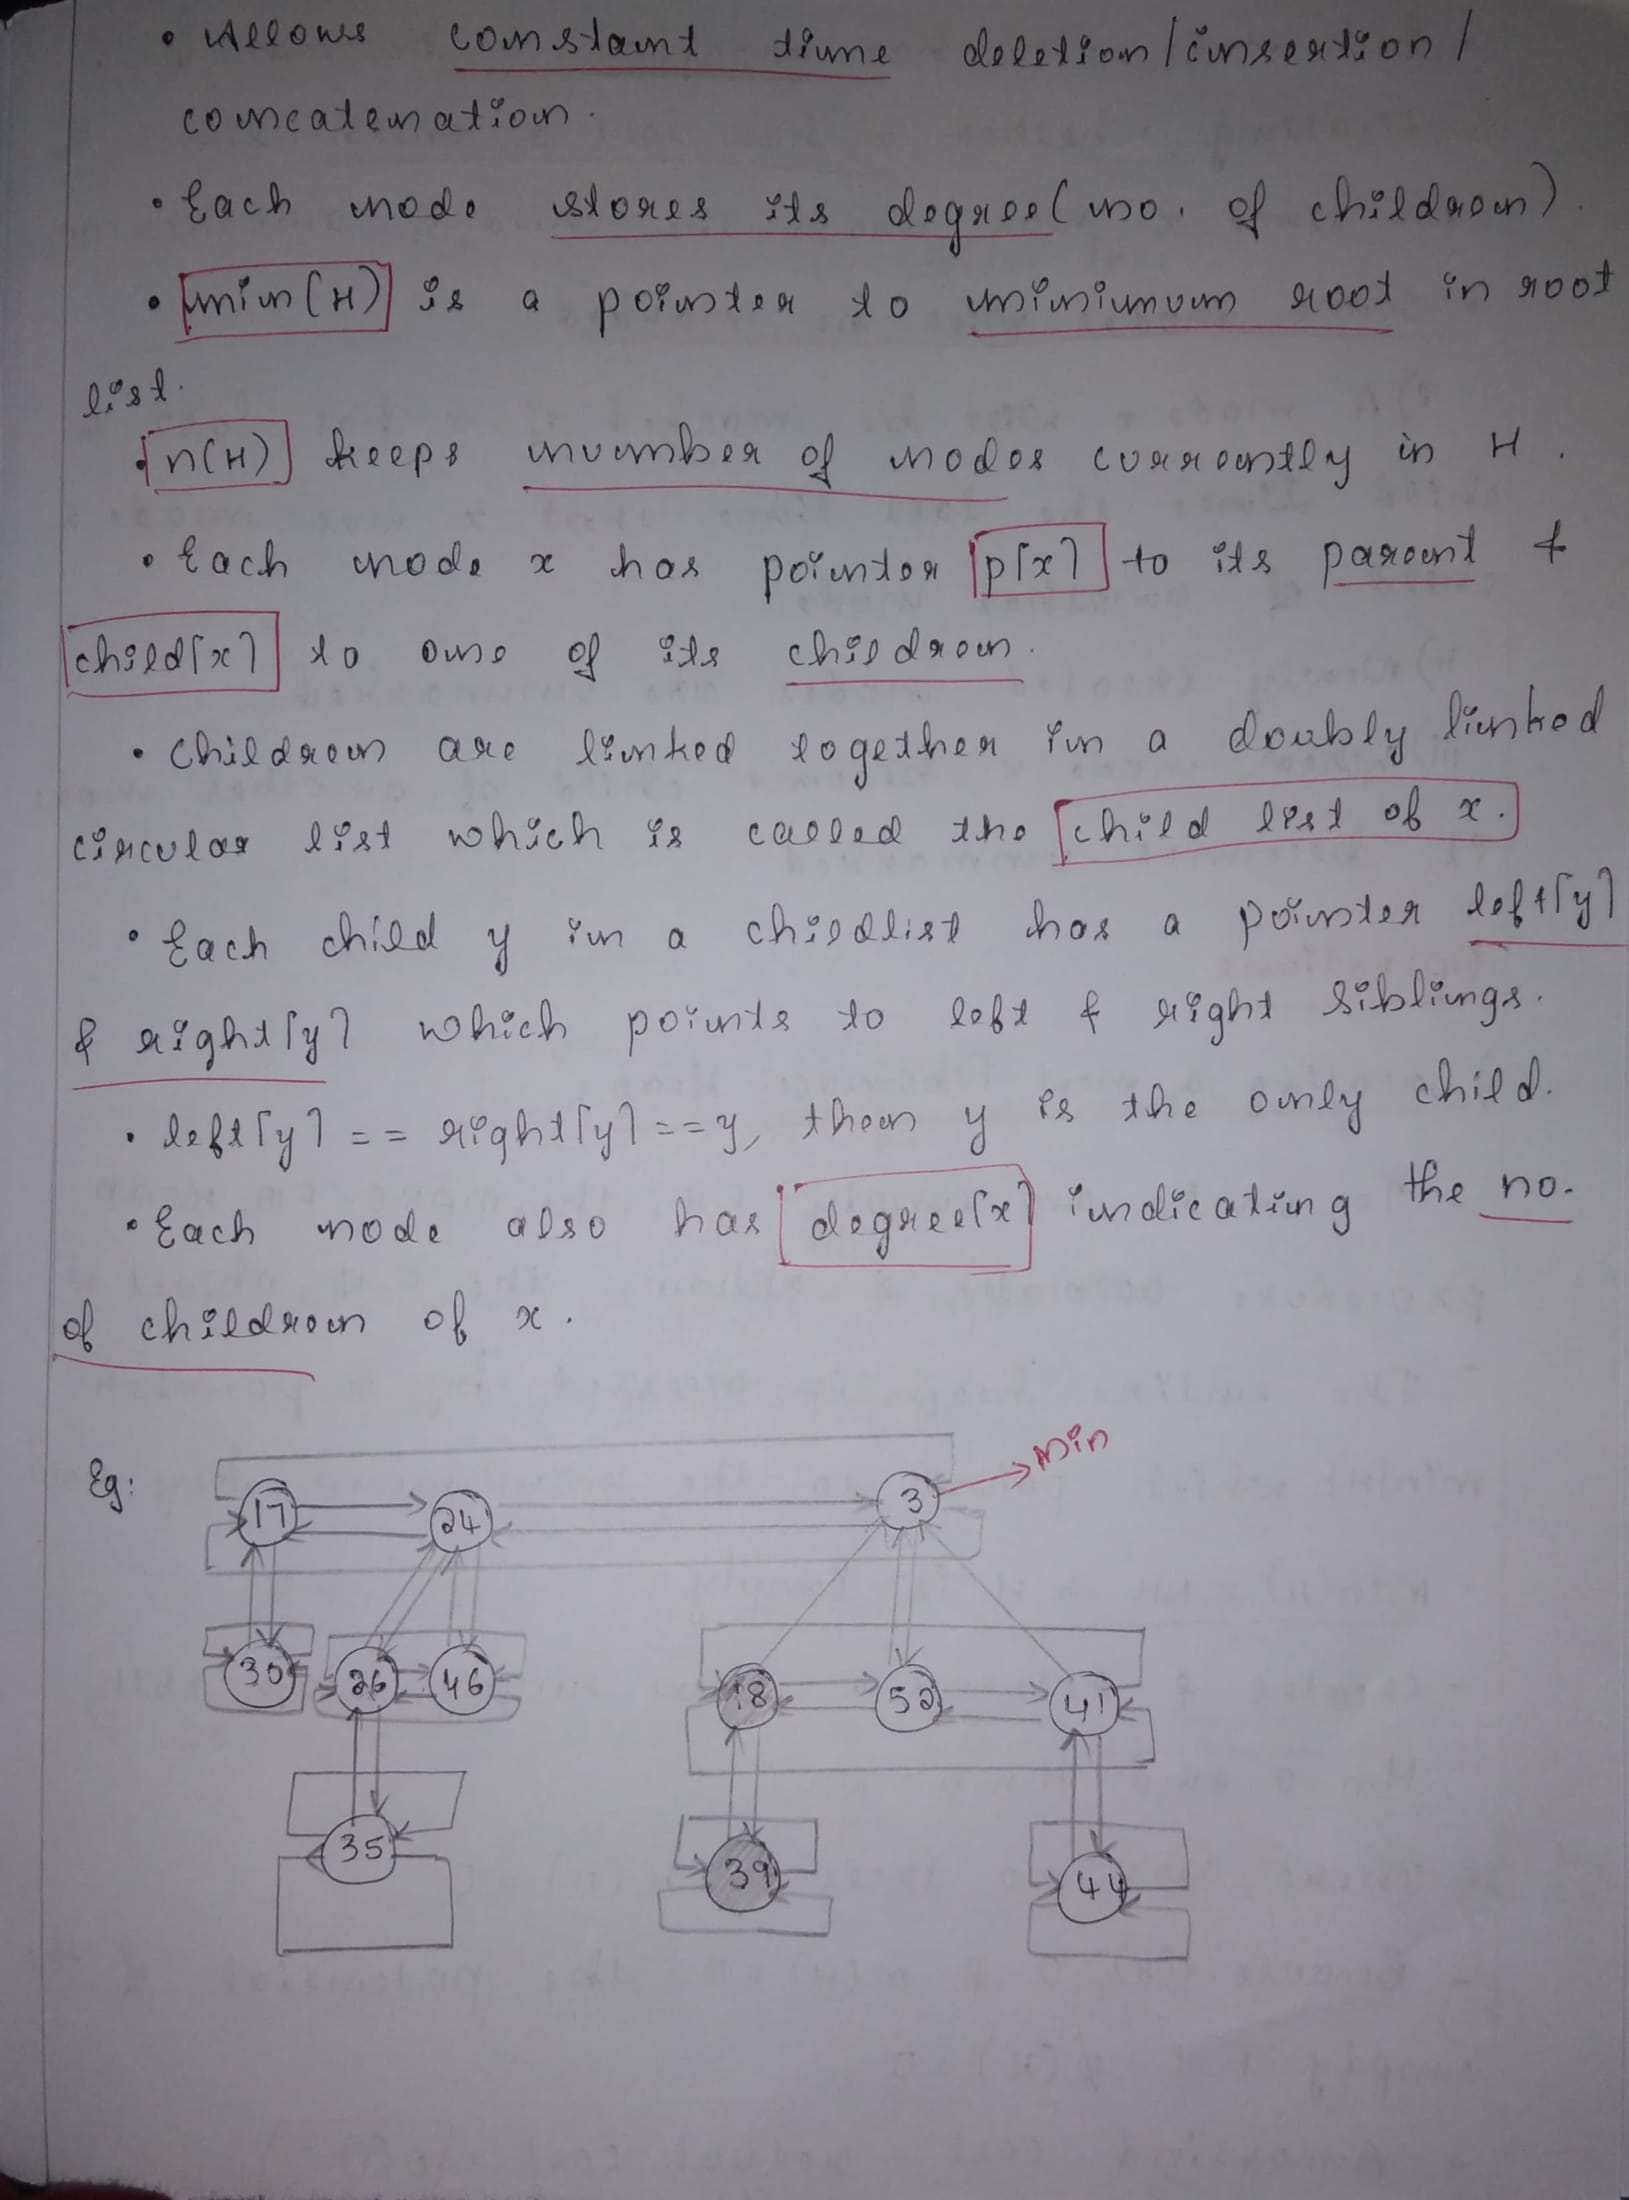 • Allows constant time deletion/insertion/
concatenation.
• Each node stores its degree(no. of children).
• min(H) is a pointer to minimum root in root
list.
• n(H) keeps number of nodes currently in H.
• Each node x has pointer p[x] to its parent &
child[x] to one of its children.
• Children are linked together in a doubly linked
circular list which is called the child list of x.
• Each child y in a childlist has a pointer left[y]
& right[y] which points to left & right siblings.
• left[y] == right[y] == y, then y is the only child.
• Each node also has degree[x] indicating the no.
of children of x.
Eg:
Min
17 24 3
30 26 46 18 52 41
35 39 44